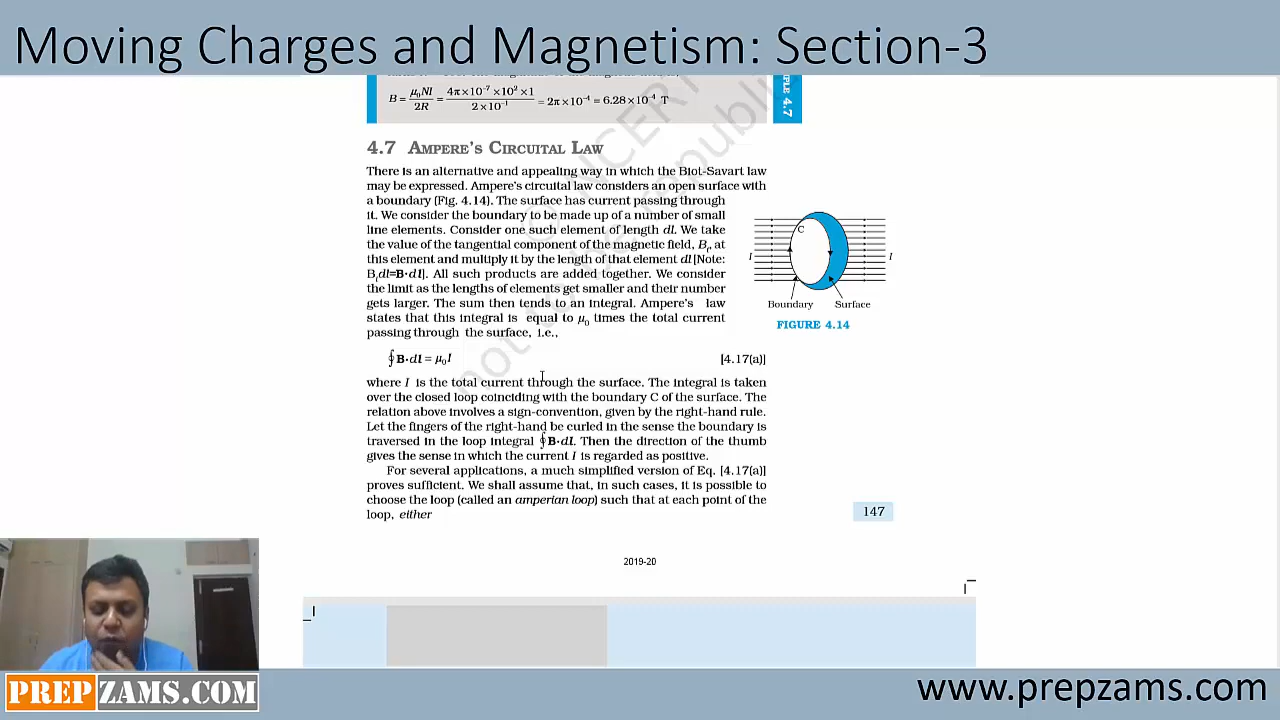 Moving Charges and Magnetism: Section-3
B = μ₀NI / 2R = 4π×10⁻⁷×10²×1 / 2×10⁻¹ = 2π×10⁻⁴ = 6.28×10⁻⁴ T
PLE 4.7
4.7 AMPERE'S CIRCUITAL LAW
There is an alternative and appealing way in which the Biot-Savart law
may be expressed. Ampere's circuital law considers an open surface with
a boundary (Fig. 4.14). The surface has current passing through
it. We consider the boundary to be made up of a number of small
line elements. Consider one such element of length dl. We take
the value of the tangential component of the magnetic field, Bₜ, at
this element and multiply it by the length of that element dl [Note:
Bₜdl=B·dl]. All such products are added together. We consider
the limit as the lengths of elements get smaller and their number
gets larger. The sum then tends to an integral. Ampere's law
states that this integral is equal to μ₀ times the total current
passing through the surface, i.e.,
C
I
I
Boundary Surface
FIGURE 4.14
∮B·dl = μ₀I [4.17(a)]
where I is the total current through the surface. The integral is taken
over the closed loop coinciding with the boundary C of the surface. The
relation above involves a sign-convention, given by the right-hand rule.
Let the fingers of the right-hand be curled in the sense the boundary is
traversed in the loop integral ∮B·dl. Then the direction of the thumb
gives the sense in which the current I is regarded as positive.
For several applications, a much simplified version of Eq. [4.17(a)]
proves sufficient. We shall assume that, in such cases, it is possible to
choose the loop (called an amperian loop) such that at each point of the
loop, either
147
2019-20
PREPZAMS.COM
www.prepzams.com